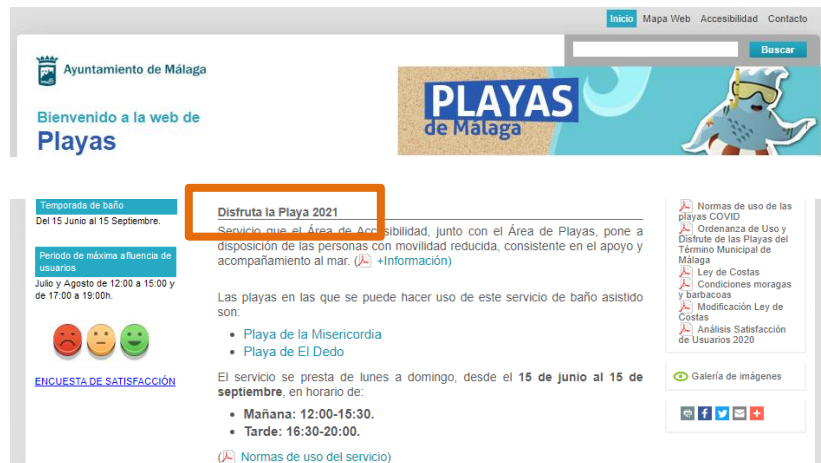 Inicio Mapa Web Accesibilidad Contacto
Buscar
Ayuntamiento de Málaga
Bienvenido a la web de
Playas
PLAYAS
de Málaga
Temporada de baño
Del 15 Junio al 15 Septiembre.
Periodo de máxima afluencia de
usuarios
Julio y Agosto de 12:00 a 15:00 y
de 17:00 a 19:00h.
ENCUESTA DE SATISFACCIÓN
Disfruta la Playa 2021
Servicio que el Área de Accesibilidad, junto con el Área de Playas, pone a
disposición de las personas con movilidad reducida, consistente en el apoyo y
acompañamiento al mar. ( +Información)
Las playas en las que se puede hacer uso de este servicio de baño asistido
son:
• Playa de la Misericordia
• Playa de El Dedo
El servicio se presta de lunes a domingo, desde el 15 de junio al 15 de
septiembre, en horario de:
• Mañana: 12:00-15:30.
• Tarde: 16:30-20:00.
( Normas de uso del servicio)
Normas de uso de las
playas COVID
Ordenanza de Uso y
Disfrute de las Playas del
Término Municipal de
Málaga
Ley de Costas
Condiciones moragas
y barbacoas
Modificación Ley de
Costas
Análisis Satisfacción
de Usuarios 2020
Galería de imágenes